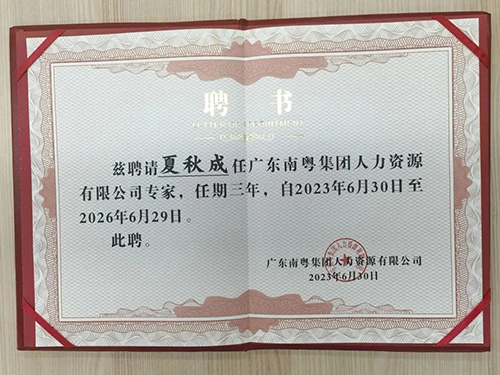 聘 书
LETTER OF APPOINTMENT
兹聘请夏秋成任广东南粤集团人力资源
有限公司专家，任期三年，自2023年6月30日至
2026年6月29日。
此聘。
广东南粤集团人力资源有限公司
2023年6月30日